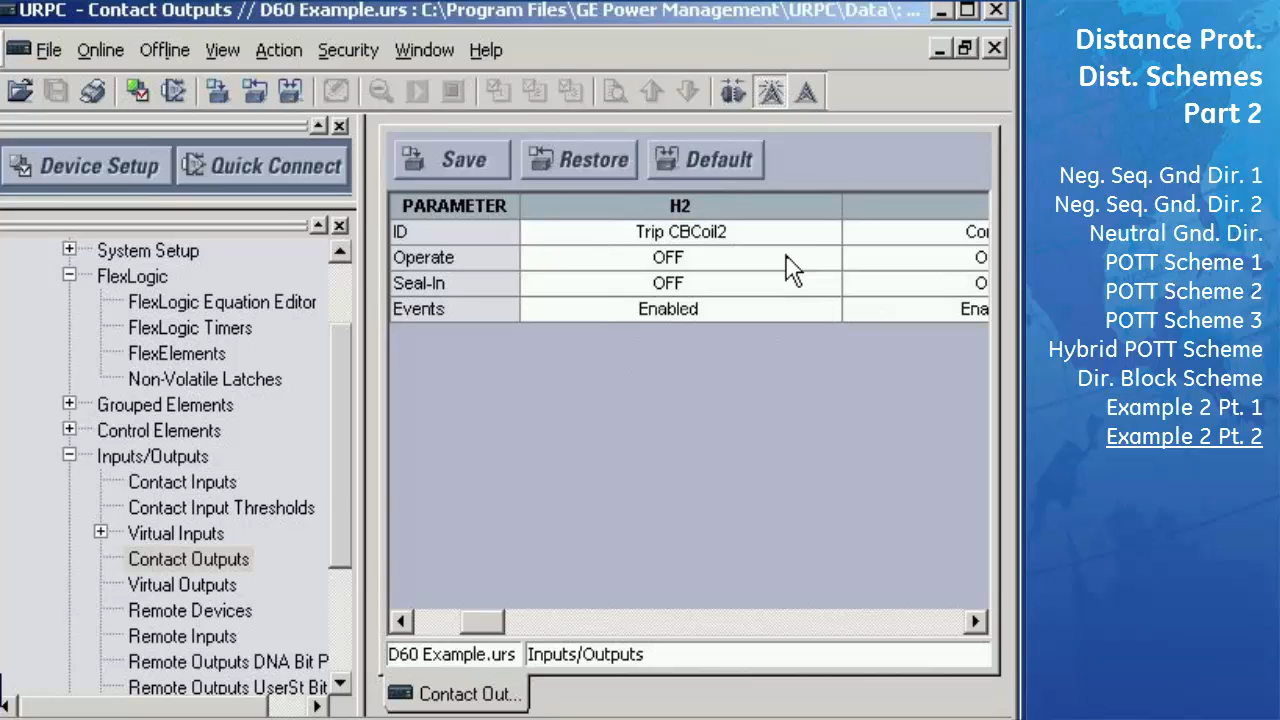 URPC - Contact Outputs // D60 Example.urs : C:\Program Files\GE Power Management\URPC\Data\: ...
File Online Offline View Action Security Window Help
Device Setup Quick Connect
System Setup
FlexLogic
FlexLogic Equation Editor
FlexLogic Timers
FlexElements
Non-Volatile Latches
Grouped Elements
Control Elements
Inputs/Outputs
Contact Inputs
Contact Input Thresholds
Virtual Inputs
Contact Outputs
Virtual Outputs
Remote Devices
Remote Inputs
Remote Outputs DNA Bit P
Remote Outputs UserSt Bit
Save Restore Default
PARAMETER H2
ID Trip CBCoil2 Cor
Operate OFF O
Seal-In OFF O
Events Enabled Ena
D60 Example.urs Inputs/Outputs
Contact Out...
Distance Prot.
Dist. Schemes
Part 2
Neg. Seq. Gnd Dir. 1
Neg. Seq. Gnd. Dir. 2
Neutral Gnd. Dir.
POTT Scheme 1
POTT Scheme 2
POTT Scheme 3
Hybrid POTT Scheme
Dir. Block Scheme
Example 2 Pt. 1
Example 2 Pt. 2